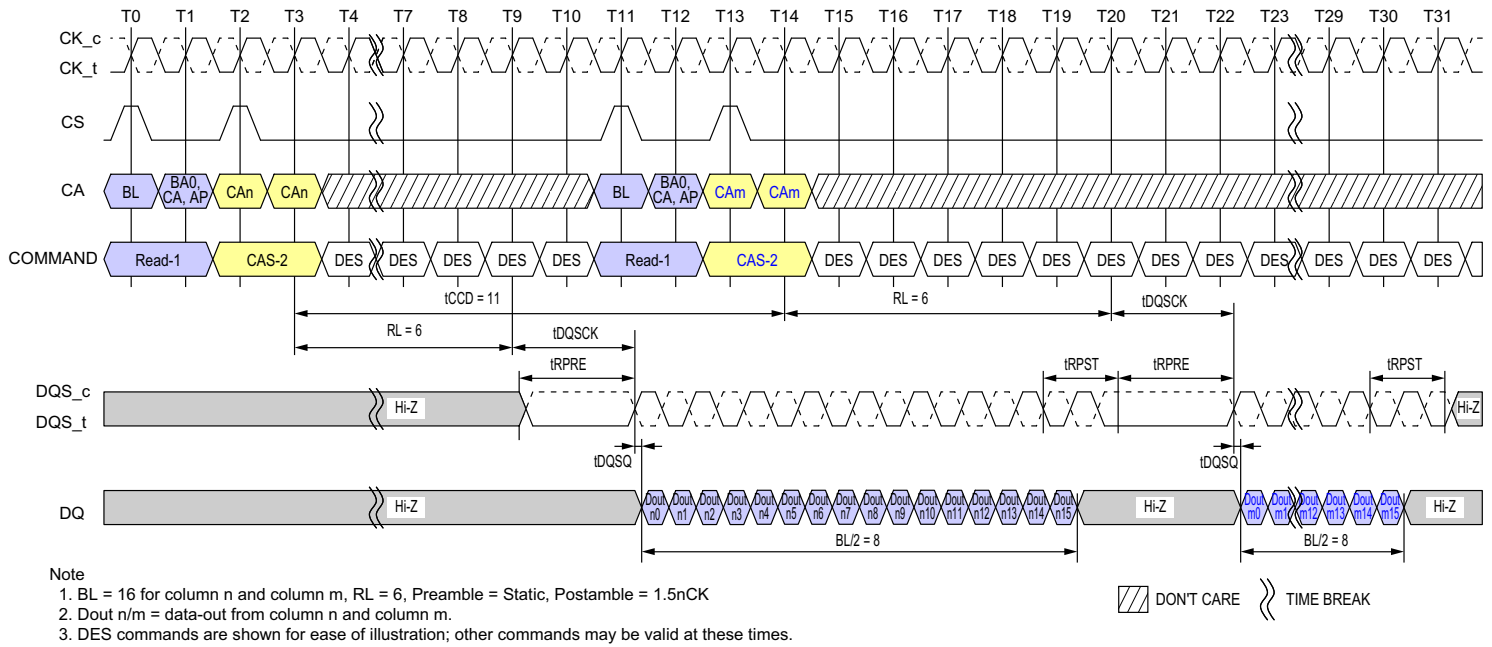 T0 T1 T2 T3 T4 T7 T8 T9 T10 T11 T12 T13 T14 T15 T16 T17 T18 T19 T20 T21 T22 T23 T29 T30 T31
CK_c
CK_t
CS
CA BL BA0, CA, AP CAn CAn BL BA0, CA, AP CAm CAm
COMMAND Read-1 CAS-2 DES DES DES DES DES Read-1 CAS-2 DES DES DES DES DES DES DES DES DES DES DES DES
tCCD = 11 RL = 6 tDQSCK
RL = 6 tDQSCK
tRPRE tRPST tRPRE tRPST
DQS_c
DQS_t
Hi-Z Hi-Z
tDQSQ tDQSQ
DQ Hi-Z Dout n0 Dout n1 Dout n2 Dout n3 Dout n4 Dout n5 Dout n6 Dout n7 Dout n8 Dout n9 Dout n10 Dout n11 Dout n12 Dout n13 Dout n14 Dout n15 Hi-Z Dout m0 Dout m1 Dout m12 Dout m13 Dout m14 Dout m15 Hi-Z
BL/2 = 8 BL/2 = 8
Note
1. BL = 16 for column n and column m, RL = 6, Preamble = Static, Postamble = 1.5nCK
2. Dout n/m = data-out from column n and column m.
3. DES commands are shown for ease of illustration; other commands may be valid at these times.
DON'T CARE TIME BREAK